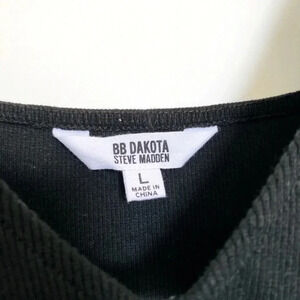 BB DAKOTA
STEVE MADDEN
L
MADE IN
CHINA